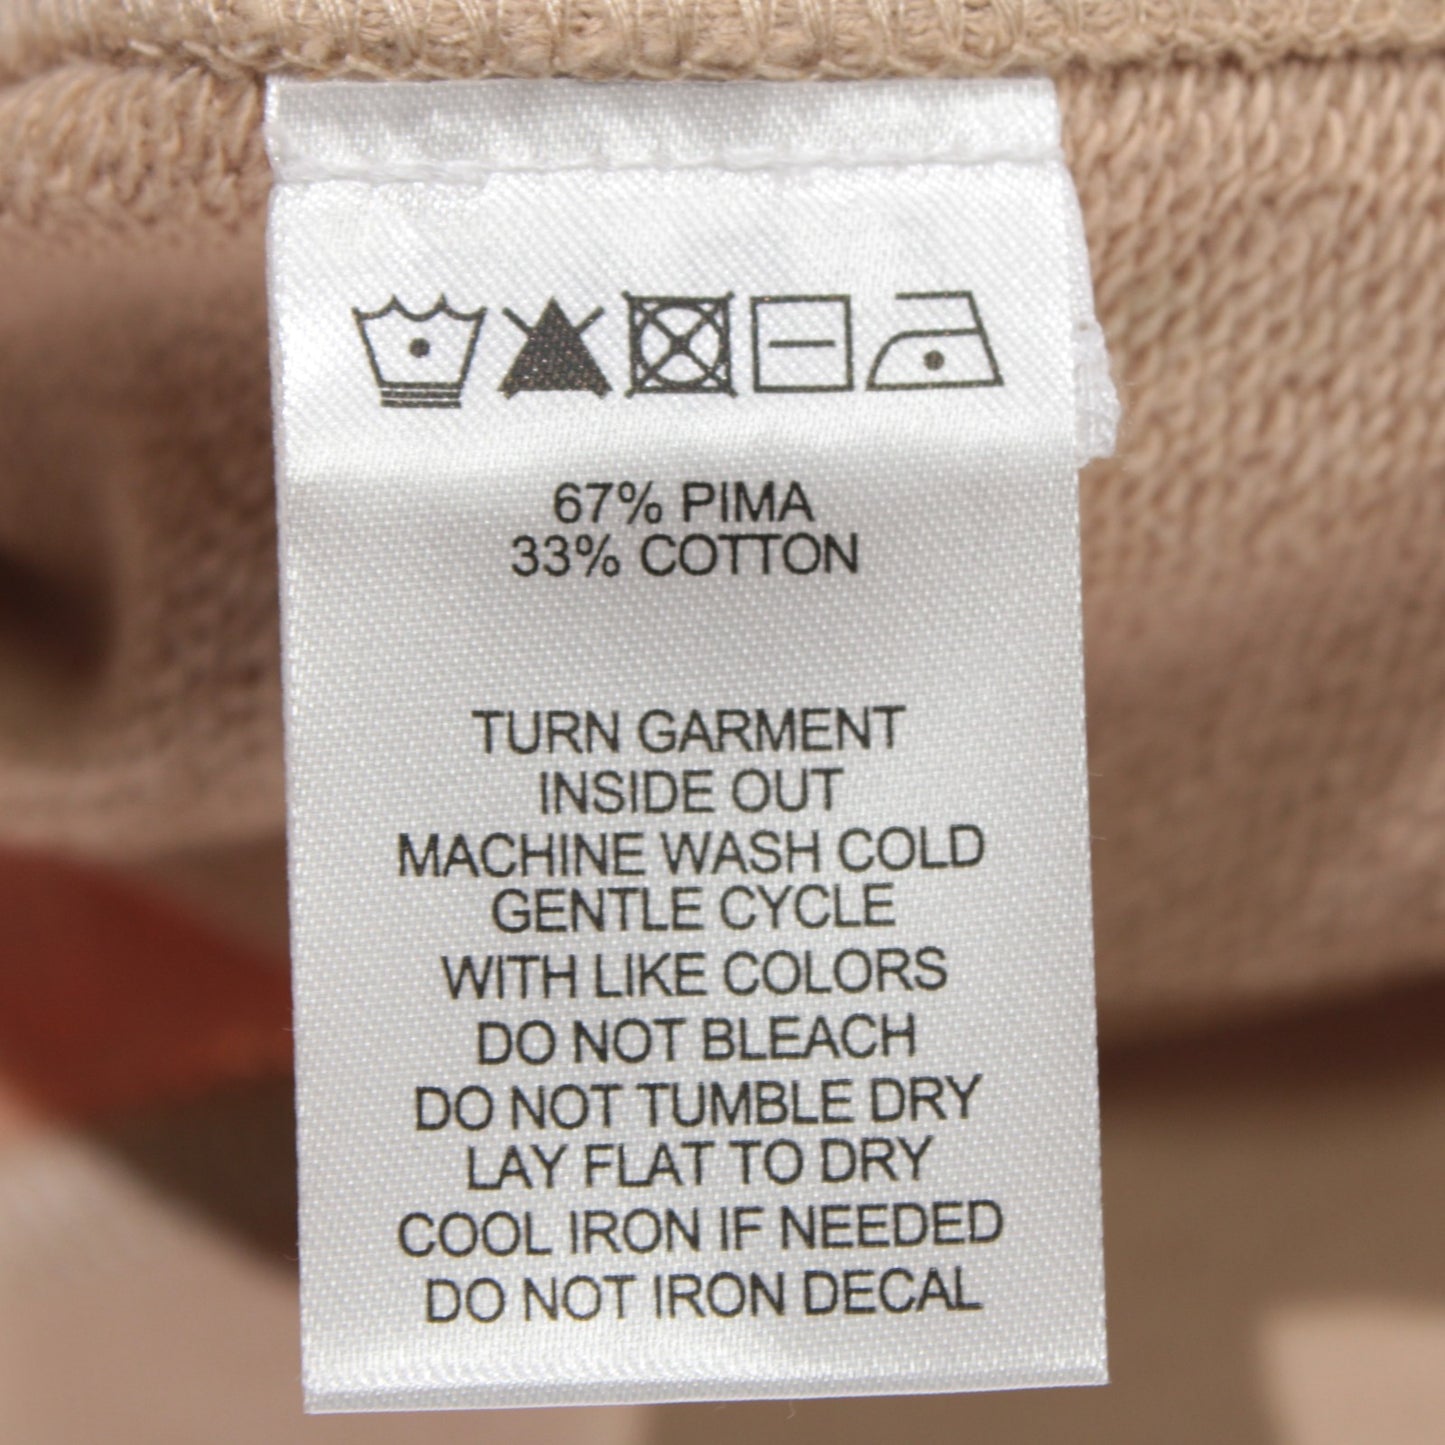 67% PIMA
33% COTTON
TURN GARMENT
INSIDE OUT
MACHINE WASH COLD
GENTLE CYCLE
WITH LIKE COLORS
DO NOT BLEACH
DO NOT TUMBLE DRY
LAY FLAT TO DRY
COOL IRON IF NEEDED
DO NOT IRON DECAL